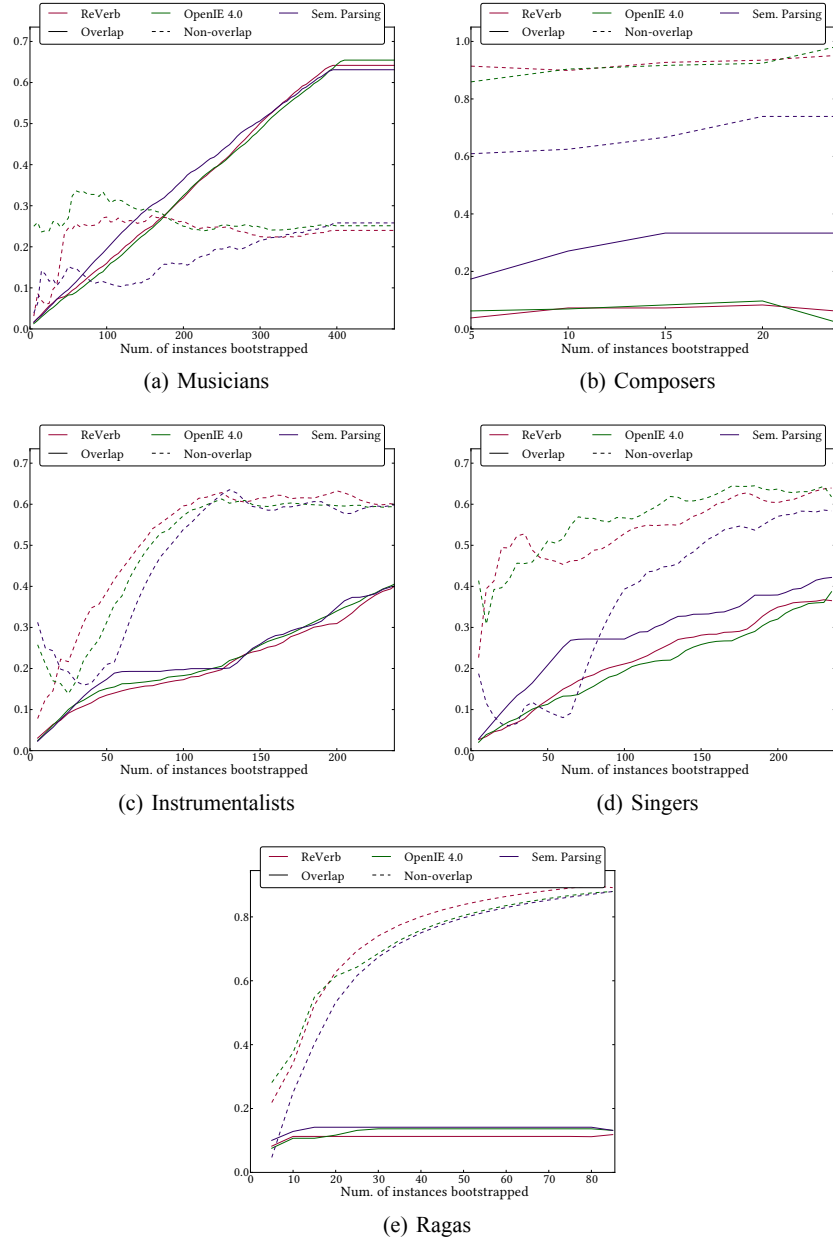 ReVerb OpenIE 4.0 Sem. Parsing
Overlap Non-overlap
0.7
0.6
0.5
0.4
0.3
0.2
0.1
0.0
0 100 200 300 400
Num. of instances bootstrapped
(a) Musicians
ReVerb OpenIE 4.0 Sem. Parsing
Overlap Non-overlap
1.0
0.8
0.6
0.4
0.2
0.0
5 10 15 20
Num. of instances bootstrapped
(b) Composers
ReVerb OpenIE 4.0 Sem. Parsing
Overlap Non-overlap
0.7
0.6
0.5
0.4
0.3
0.2
0.1
0.0
0 50 100 150 200
Num. of instances bootstrapped
(c) Instrumentalists
ReVerb OpenIE 4.0 Sem. Parsing
Overlap Non-overlap
0.7
0.6
0.5
0.4
0.3
0.2
0.1
0.0
0 50 100 150 200
Num. of instances bootstrapped
(d) Singers
ReVerb OpenIE 4.0 Sem. Parsing
Overlap Non-overlap
0.8
0.6
0.4
0.2
0.0
0 10 20 30 40 50 60 70 80
Num. of instances bootstrapped
(e) Ragas